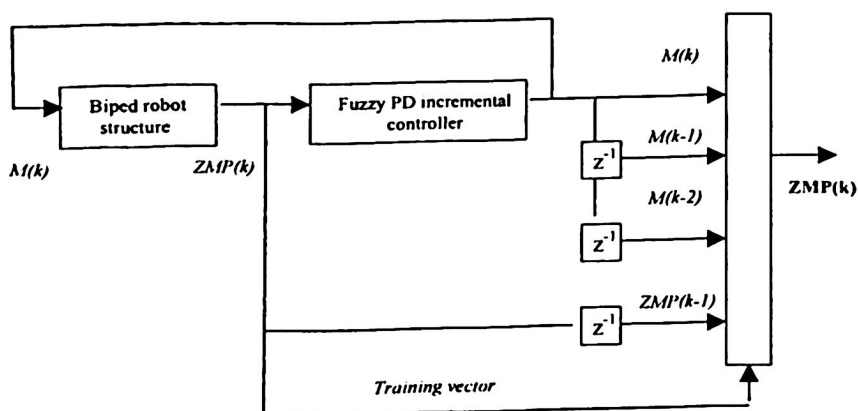 M(k)
Biped robot
structure
Fuzzy PD incremental
controller
M(k)
ZMP(k)
z⁻¹
M(k-1)
ZMP(k)
M(k-2)
z⁻¹
ZMP(k-1)
z⁻¹
Training vector